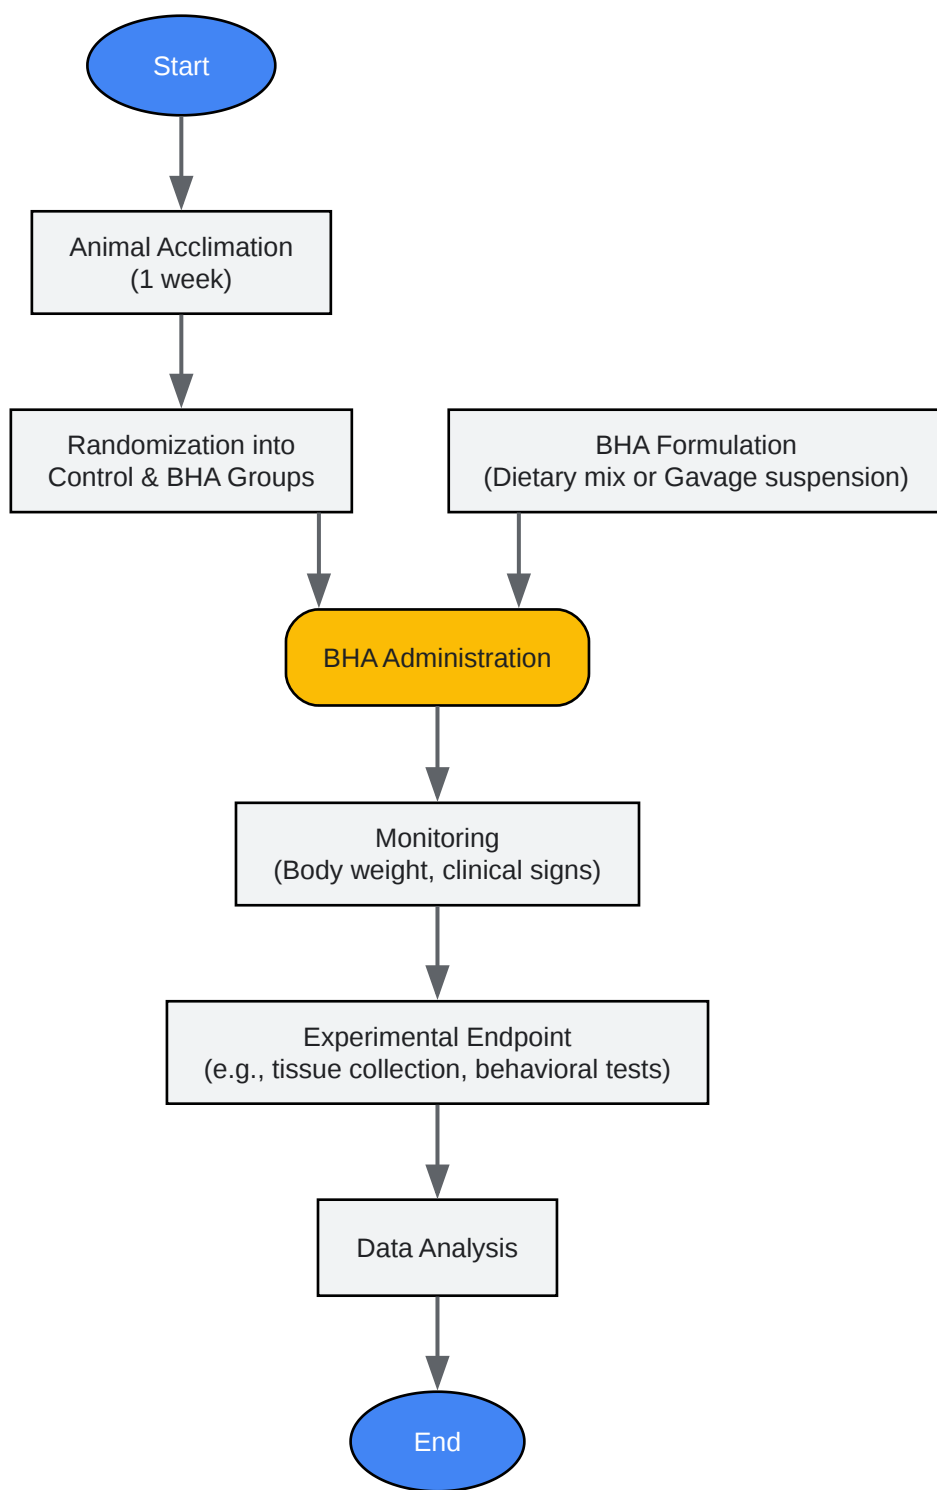 Start
Animal Acclimation
(1 week)
Randomization into
Control & BHA Groups
BHA Formulation
(Dietary mix or Gavage suspension)
BHA Administration
Monitoring
(Body weight, clinical signs)
Experimental Endpoint
(e.g., tissue collection, behavioral tests)
Data Analysis
End